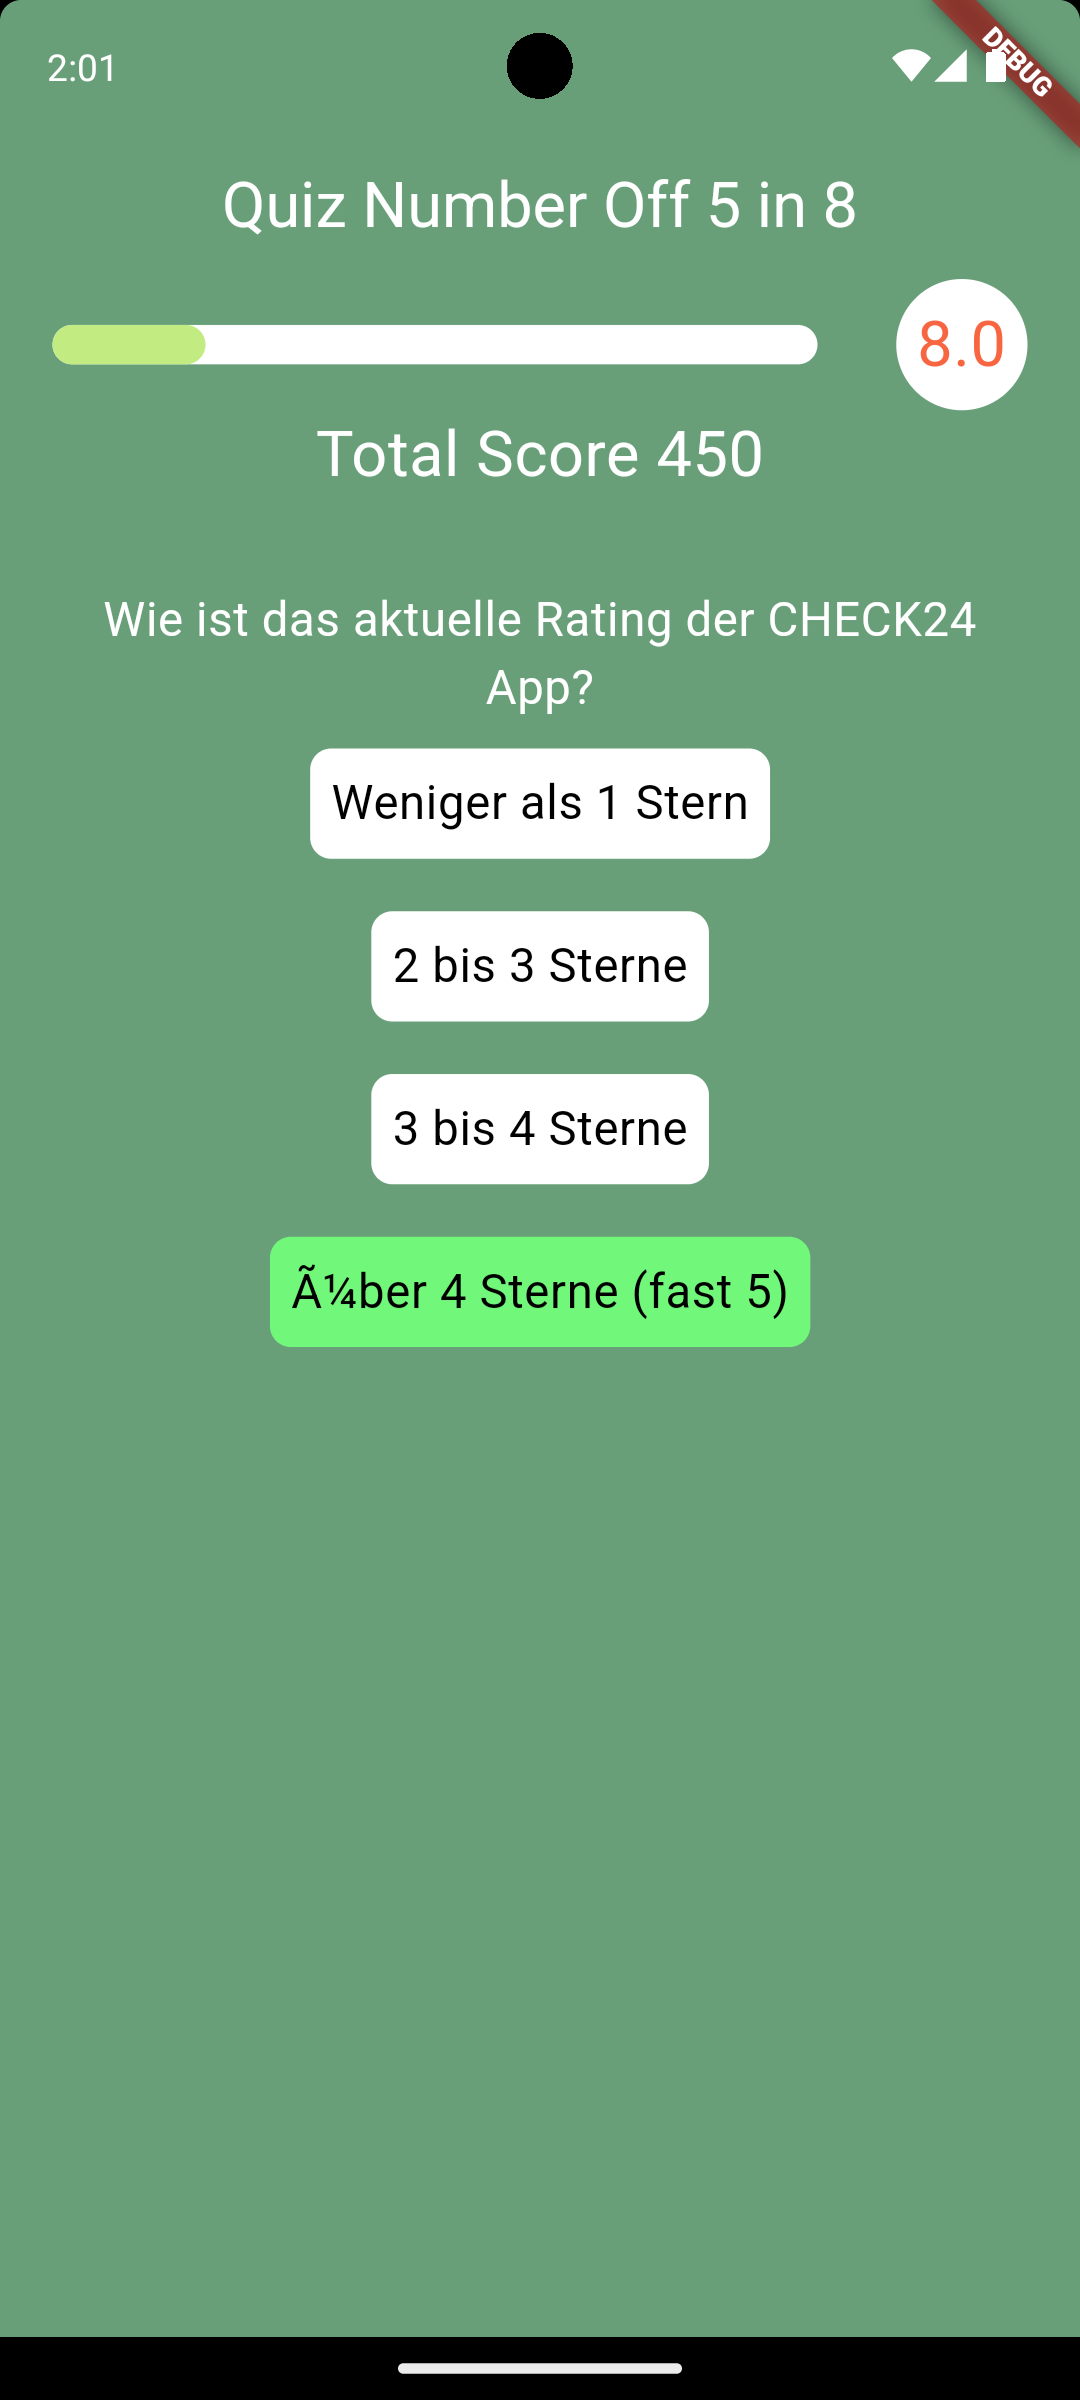 2:01
DEBUG
Quiz Number Off 5 in 8
8.0
Total Score 450
Wie ist das aktuelle Rating der CHECK24
App?
Weniger als 1 Stern
2 bis 3 Sterne
3 bis 4 Sterne
Ã¼ber 4 Sterne (fast 5)